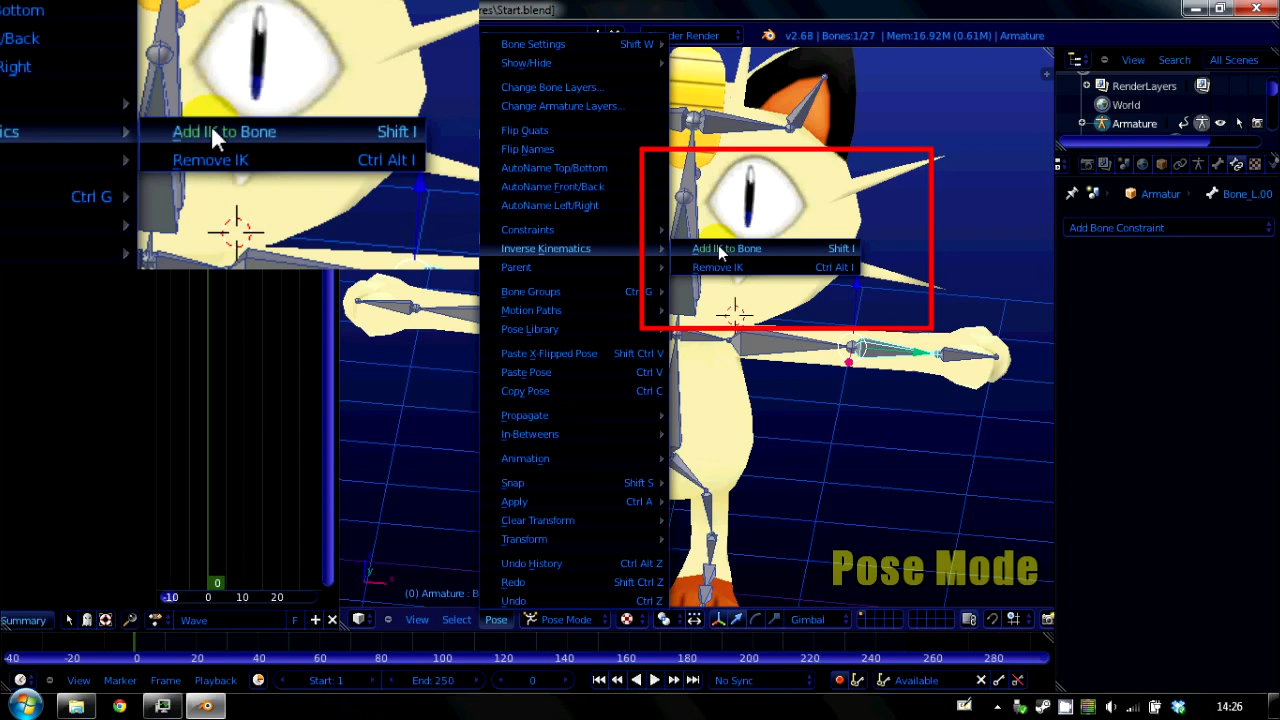 ottom
/Back
Right
ics
Add IK to Bone Shift I
Remove IK Ctrl Alt I
Ctrl G
res\Start.blend]
der Render
v2.68 | Bones:1/27 | Mem:16.92M (0.61M) | Armature
Bone Settings Shift W
Show/Hide
Change Bone Layers...
Change Armature Layers...
Flip Quats
Flip Names
AutoName Top/Bottom
AutoName Front/Back
AutoName Left/Right
Constraints
Inverse Kinematics
Parent
Bone Groups Ctrl G
Motion Paths
Pose Library
Paste X-Flipped Pose Shift Ctrl V
Paste Pose Ctrl V
Copy Pose Ctrl C
Propagate
In-Betweens
Animation
Snap Shift S
Apply Ctrl A
Clear Transform
Transform
Undo History Ctrl Alt Z
Redo Shift Ctrl Z
Undo Ctrl Z
Add IK to Bone Shift I
Remove IK Ctrl Alt I
View Search All Scenes
RenderLayers
World
Armature
Armatur Bone_L.00
Add Bone Constraint
Pose Mode
y x
(0) Armature : B
0
-10 0 10 20
Summary Wave F
View Select Pose Pose Mode Gimbal
-40 -20 0 20 40 60 80 100 120 140 160 180 200 220 240 260 280
View Marker Frame Playback Start: 1 End: 250 0 No Sync Available
14:26